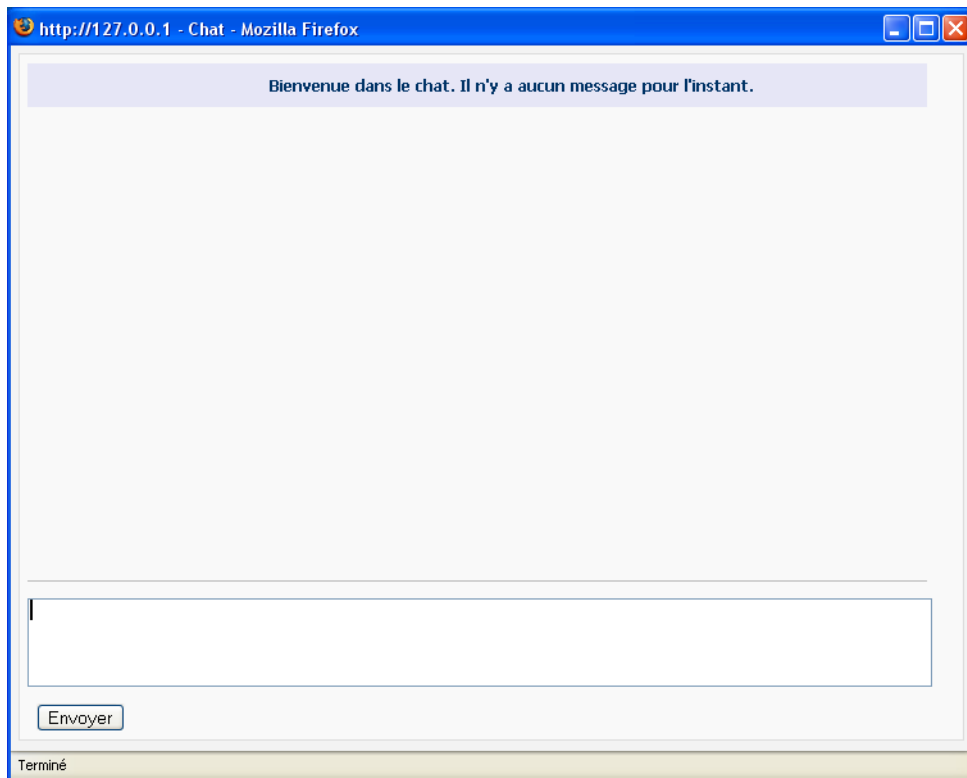 http://127.0.0.1 - Chat - Mozilla Firefox
Bienvenue dans le chat. Il n'y a aucun message pour l'instant.
Envoyer
Terminé